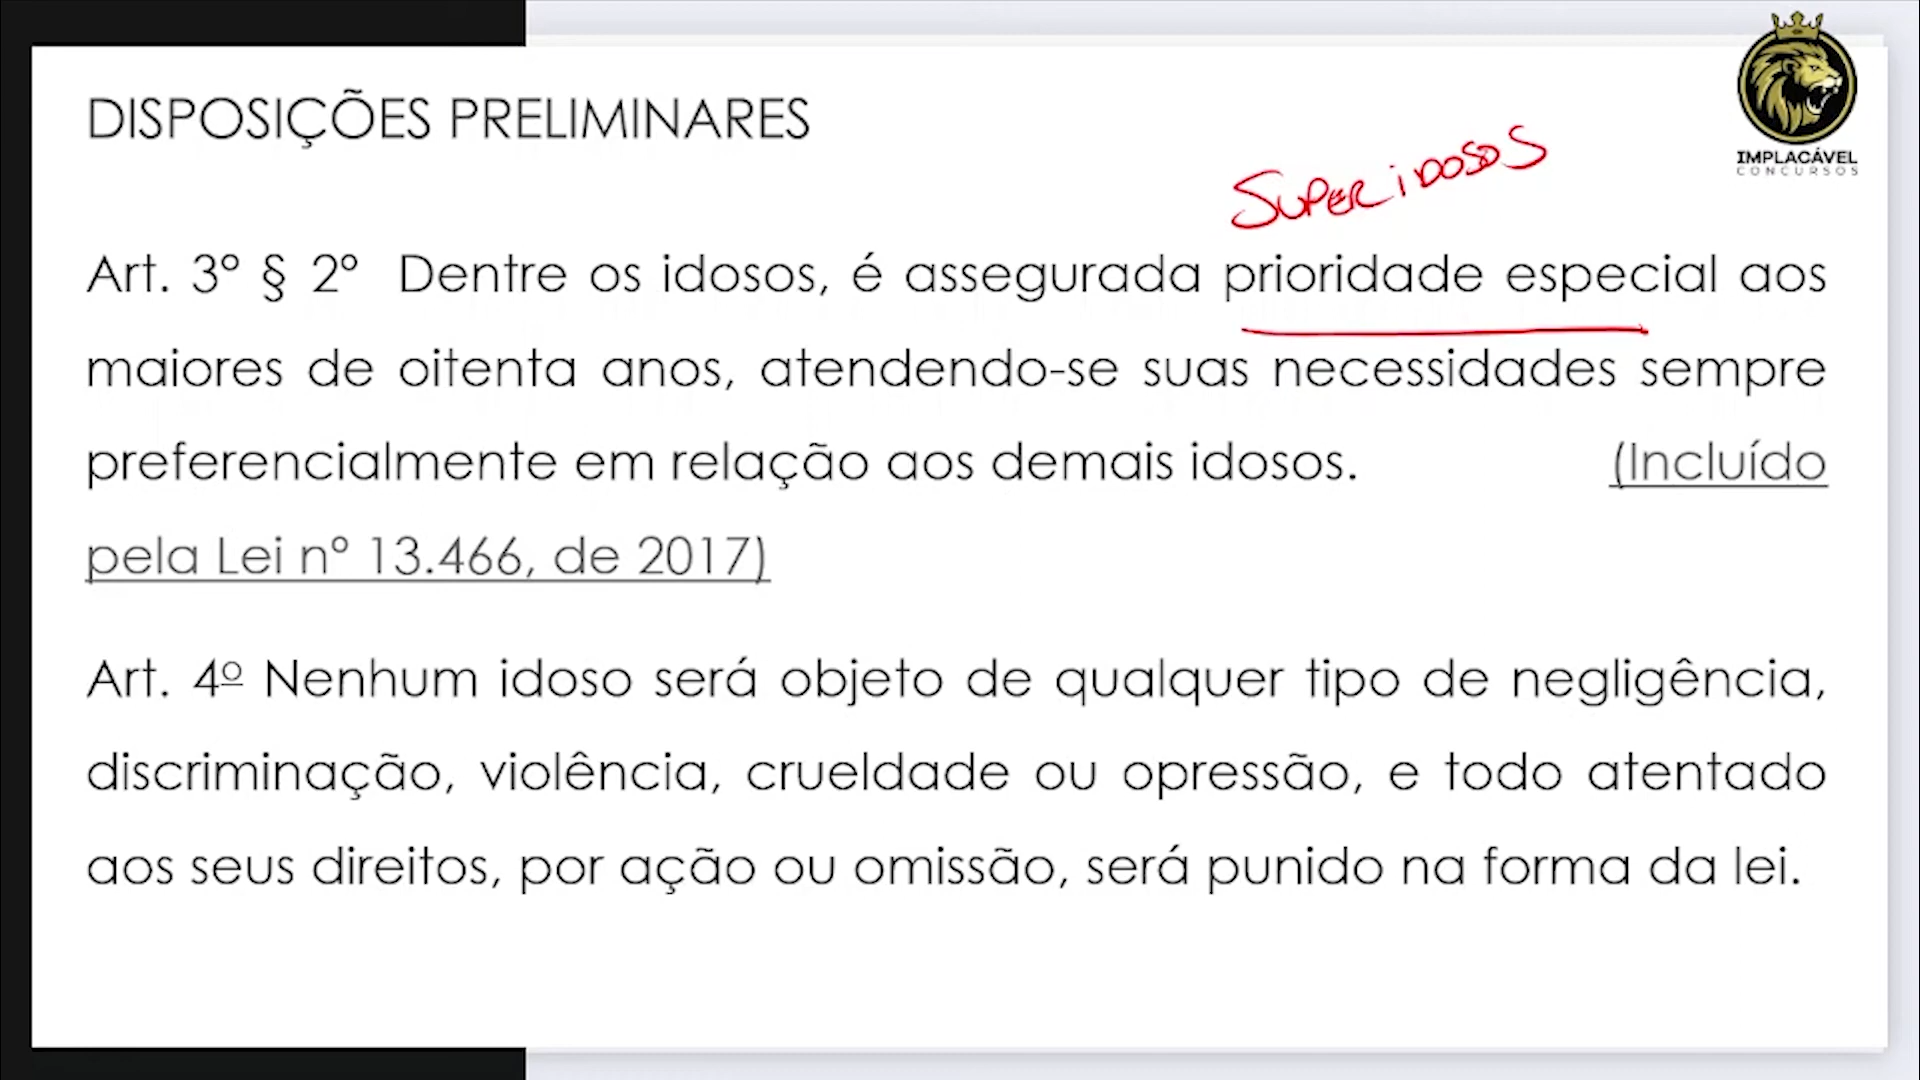 DISPOSIÇÕES PRELIMINARES
IMPLACÁVEL
CONCURSOS
SUPER IDOSOS
Art. 3º § 2º Dentre os idosos, é assegurada prioridade especial aos
maiores de oitenta anos, atendendo-se suas necessidades sempre
preferencialmente em relação aos demais idosos. (Incluído
pela Lei nº 13.466, de 2017)
Art. 4º Nenhum idoso será objeto de qualquer tipo de negligência,
discriminação, violência, crueldade ou opressão, e todo atentado
aos seus direitos, por ação ou omissão, será punido na forma da lei.